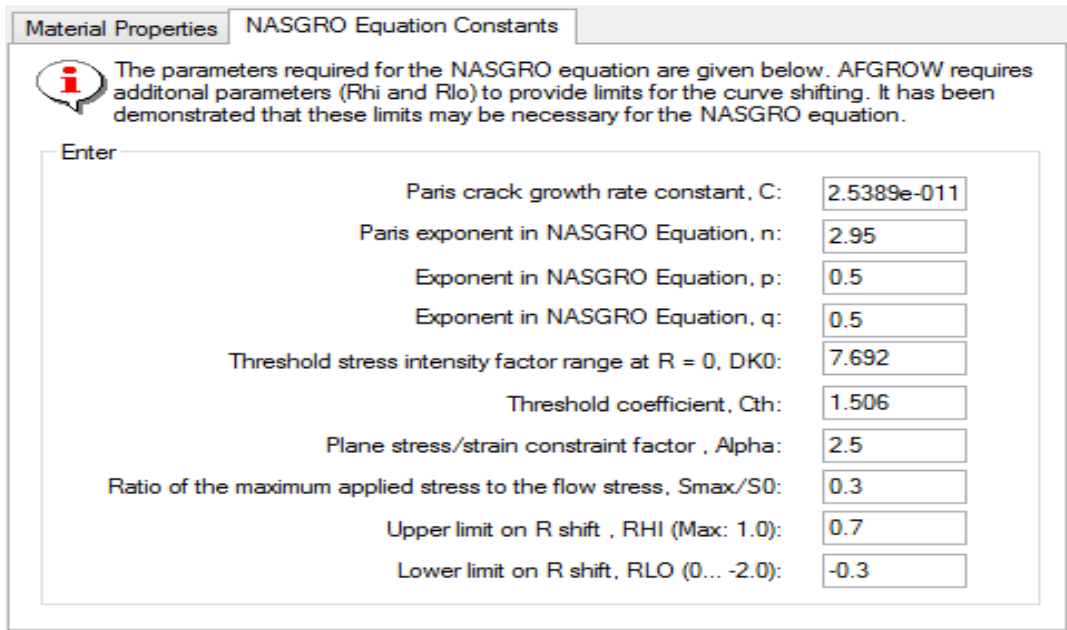 Material Properties
NASGRO Equation Constants
The parameters required for the NASGRO equation are given below. AFGROW requires
additonal parameters (Rhi and Rlo) to provide limits for the curve shifting. It has been
demonstrated that these limits may be necessary for the NASGRO equation.
Enter
Paris crack growth rate constant, C: 2.5389e-011
Paris exponent in NASGRO Equation, n: 2.95
Exponent in NASGRO Equation, p: 0.5
Exponent in NASGRO Equation, q: 0.5
Threshold stress intensity factor range at R = 0, DK0: 7.692
Threshold coefficient, Cth: 1.506
Plane stress/strain constraint factor , Alpha: 2.5
Ratio of the maximum applied stress to the flow stress, Smax/S0: 0.3
Upper limit on R shift , RHI (Max: 1.0): 0.7
Lower limit on R shift, RLO (0... -2.0): -0.3